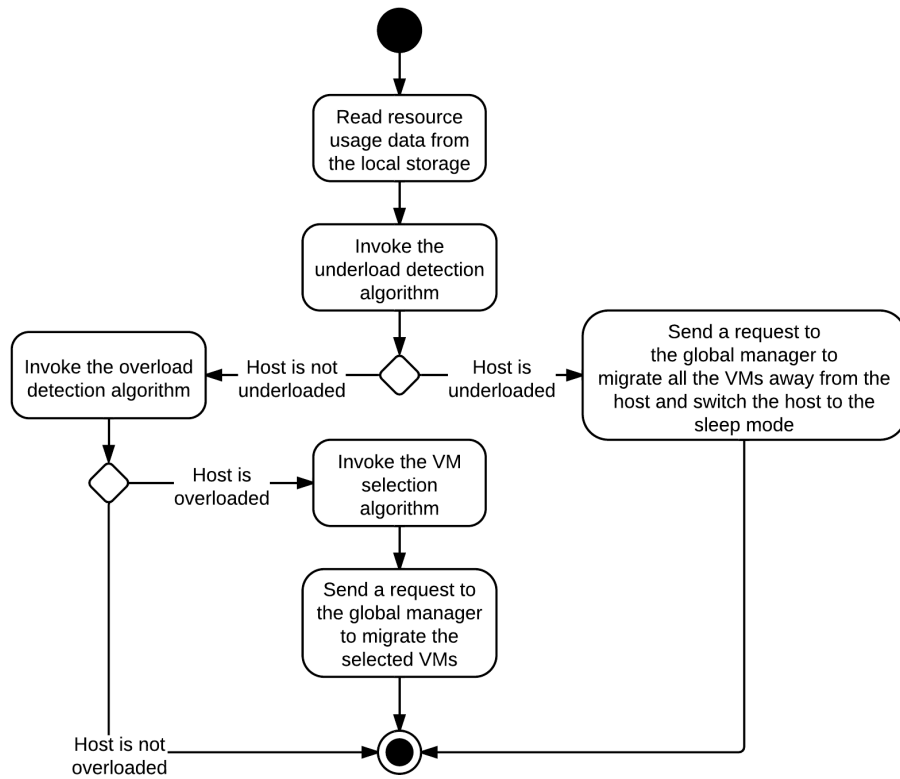 Read resource
usage data from
the local storage
Invoke the
underload detection
algorithm
Host is not
underloaded
Host is
underloaded
Send a request to
the global manager to
migrate all the VMs away from the
host and switch the host to the
sleep mode
Invoke the overload
detection algorithm
Host is
overloaded
Invoke the VM
selection
algorithm
Send a request to
the global manager
to migrate the
selected VMs
Host is not
overloaded